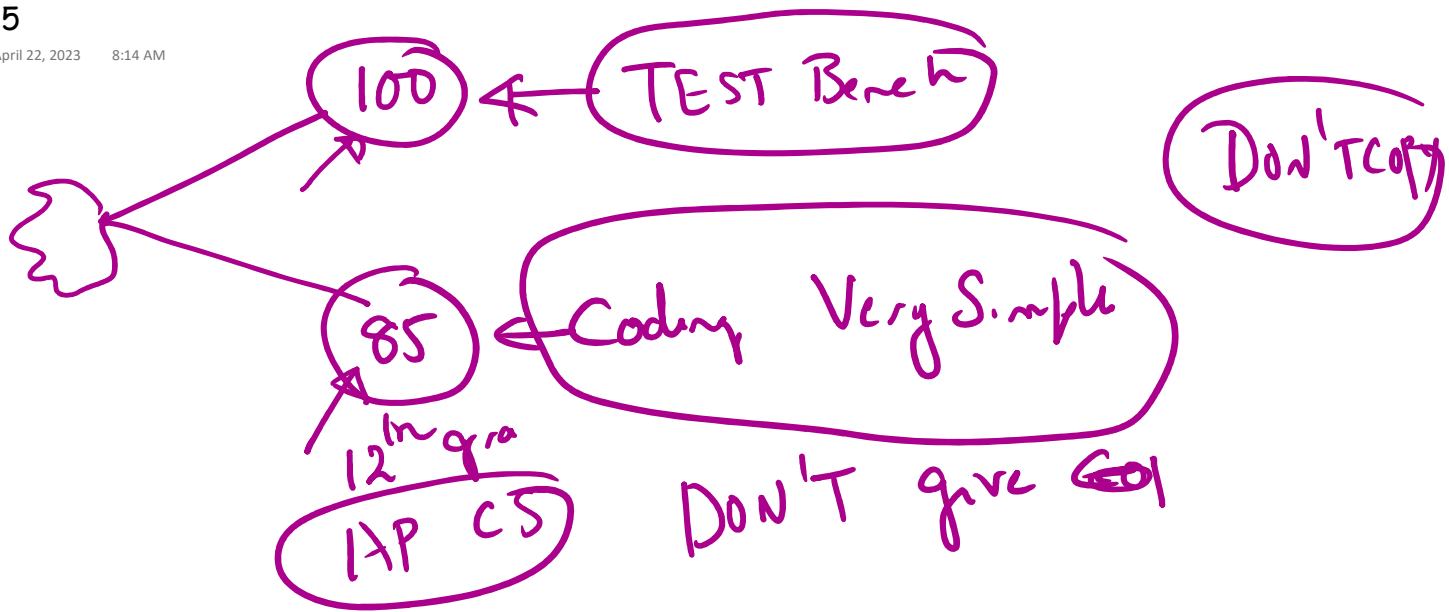 5
April 22, 2023 8:14 AM
100
TEST Bench
DON'T COPY
85
Coding Very Simple
12th gra
AP CS
DON'T give